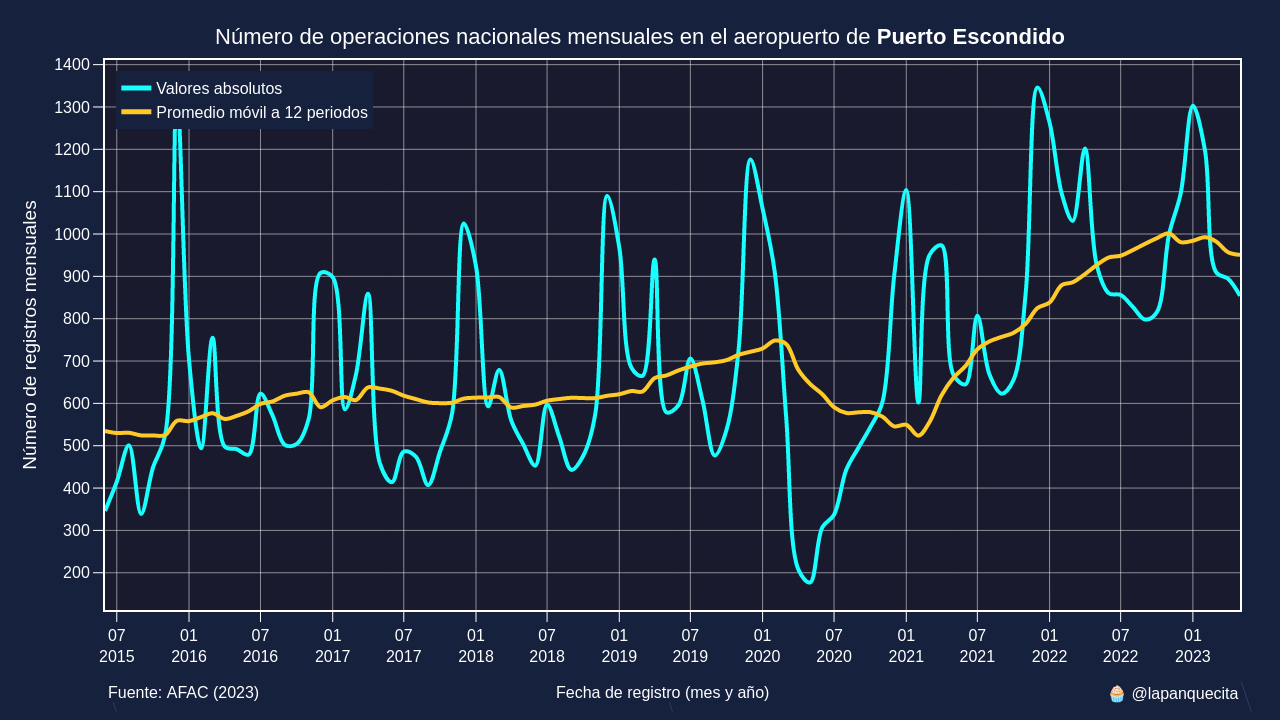 Número de operaciones nacionales mensuales en el aeropuerto de Puerto Escondido
Valores absolutos
Promedio móvil a 12 periodos
Número de registros mensuales
1400
1300
1200
1100
1000
900
800
700
600
500
400
300
200
07 01 07 01 07 01 07 01 07 01 07 01 07 01 07 01
2015 2016 2016 2017 2017 2018 2018 2019 2019 2020 2020 2021 2021 2022 2022 2023
Fuente: AFAC (2023) Fecha de registro (mes y año) 🧁 @lapanquecita